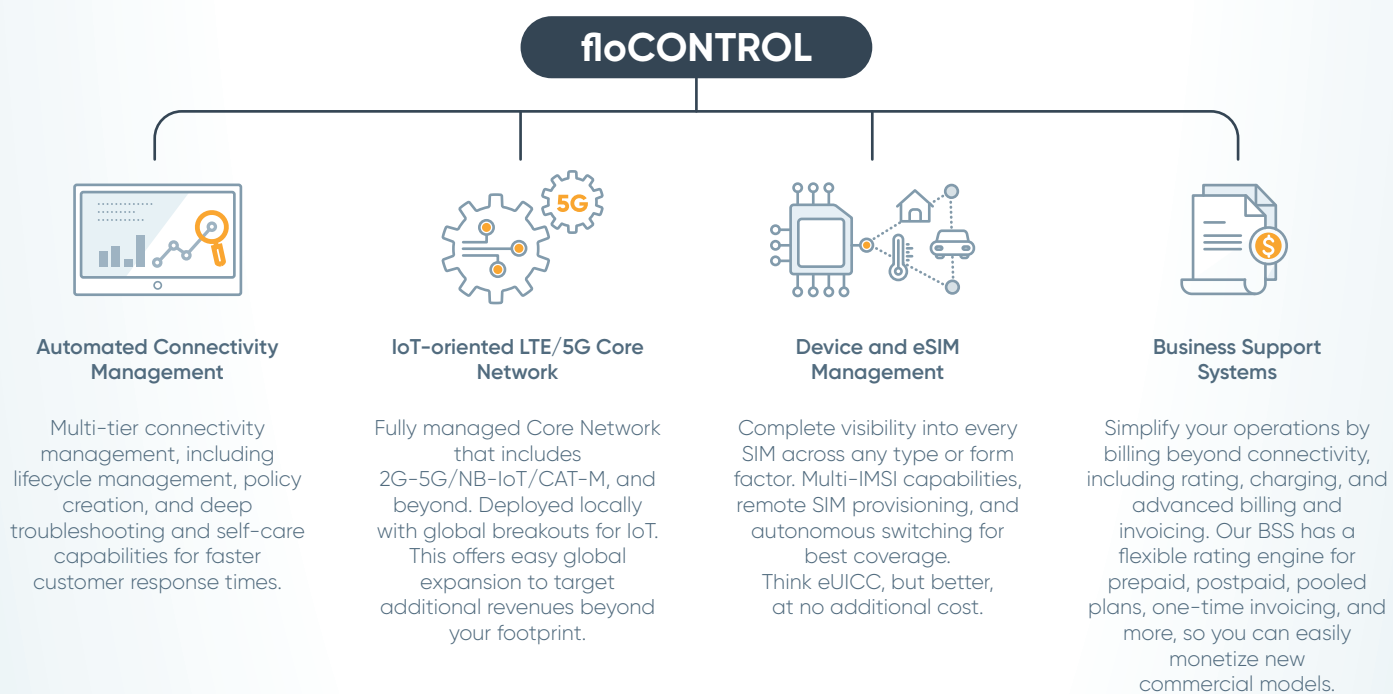 floCONTROL
5G
$
Automated Connectivity
Management
Multi-tier connectivity
management, including
lifecycle management, policy
creation, and deep
troubleshooting and self-care
capabilities for faster
customer response times.
IoT-oriented LTE/5G Core
Network
Fully managed Core Network
that includes
2G-5G/NB-IoT/CAT-M, and
beyond. Deployed locally
with global breakouts for IoT.
This offers easy global
expansion to target
additional revenues beyond
your footprint.
Device and eSIM
Management
Complete visibility into every
SIM across any type or form
factor. Multi-IMSI capabilities,
remote SIM provisioning, and
autonomous switching for
best coverage.
Think eUICC, but better,
at no additional cost.
Business Support
Systems
Simplify your operations by
billing beyond connectivity,
including rating, charging, and
advanced billing and
invoicing. Our BSS has a
flexible rating engine for
prepaid, postpaid, pooled
plans, one-time invoicing, and
more, so you can easily
monetize new
commercial models.